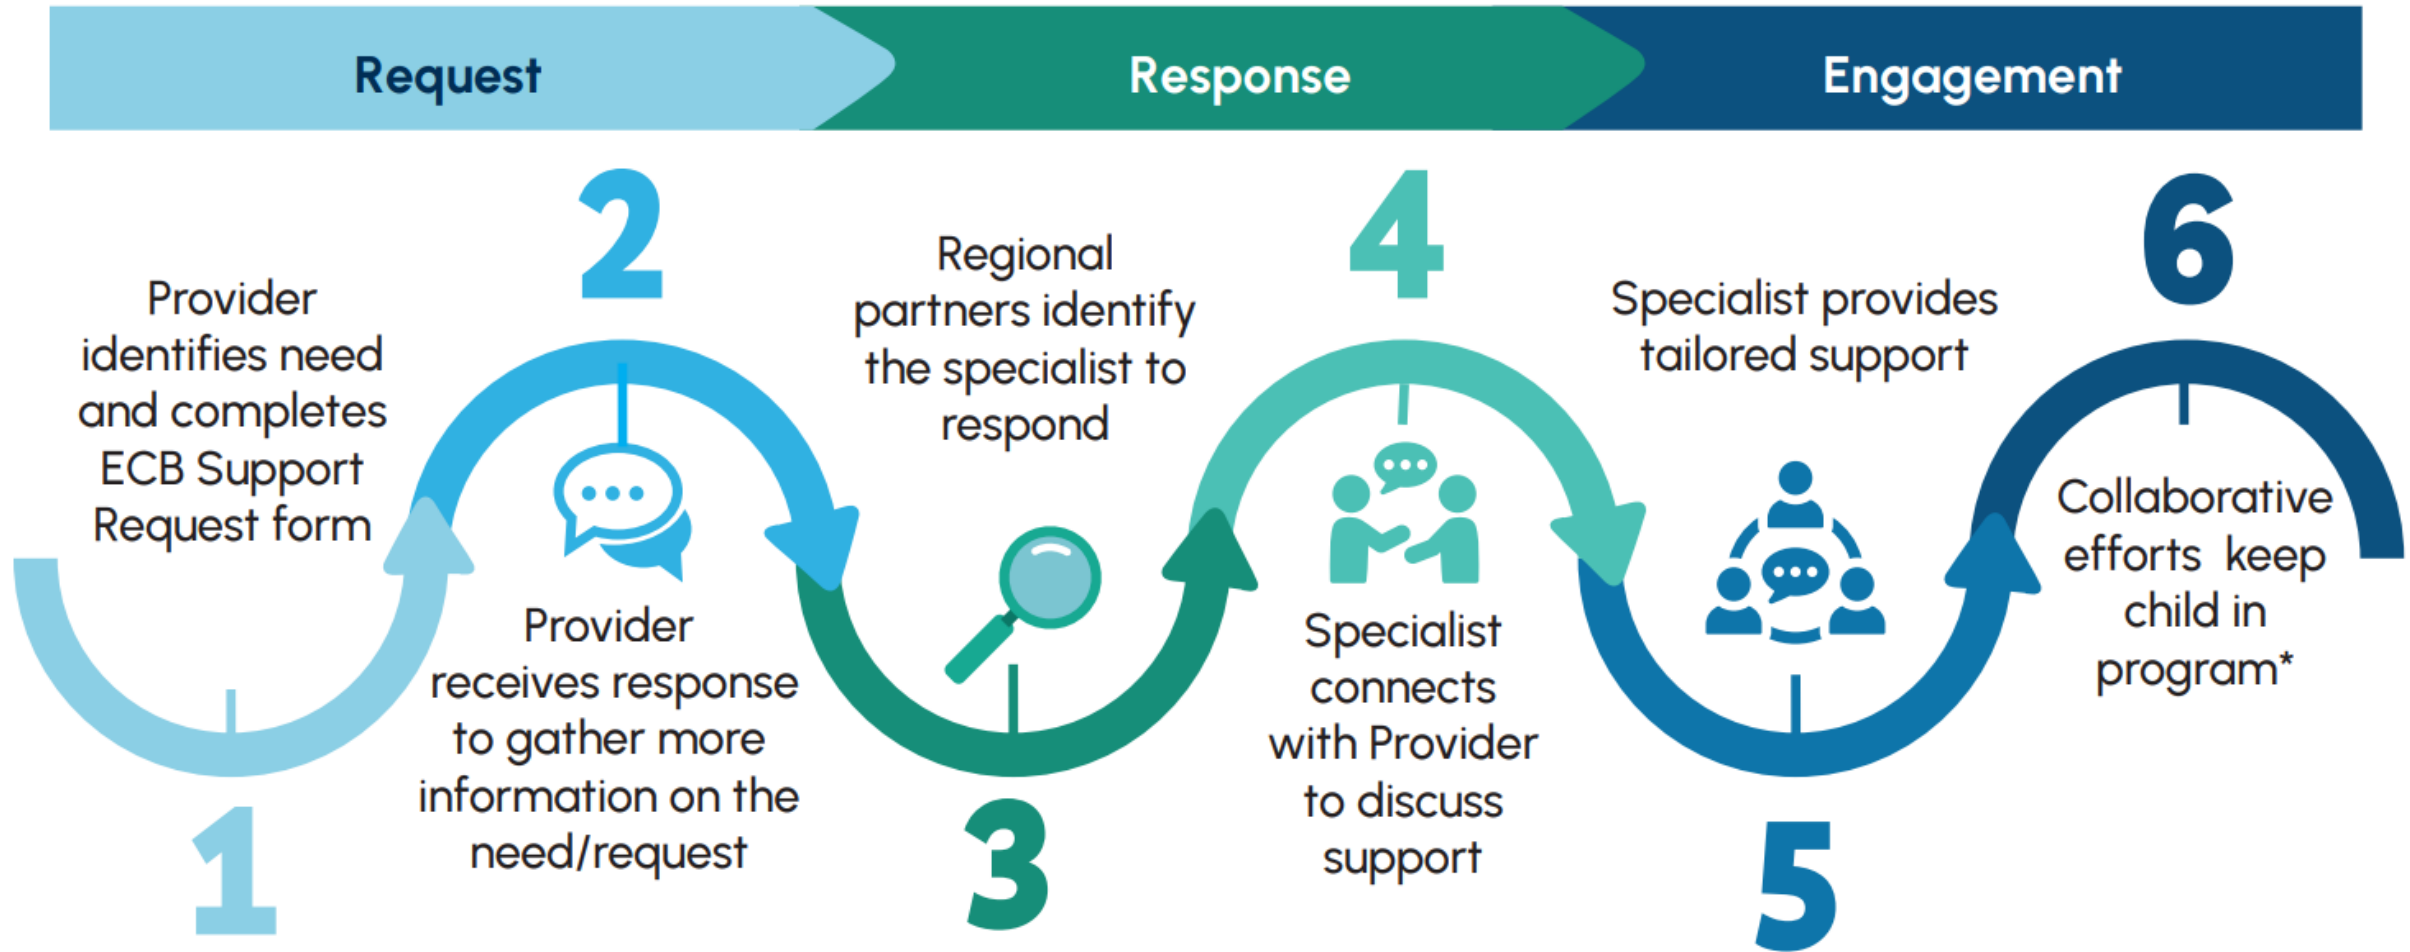 Request
Response
Engagement
1
Provider
identifies need
and completes
ECB Support
Request form
2
Provider
receives response
to gather more
information on the
need/request
3
Regional
partners identify
the specialist to
respond
4
Specialist
connects
with Provider
to discuss
support
5
Specialist provides
tailored support
6
Collaborative
efforts keep
child in
program*